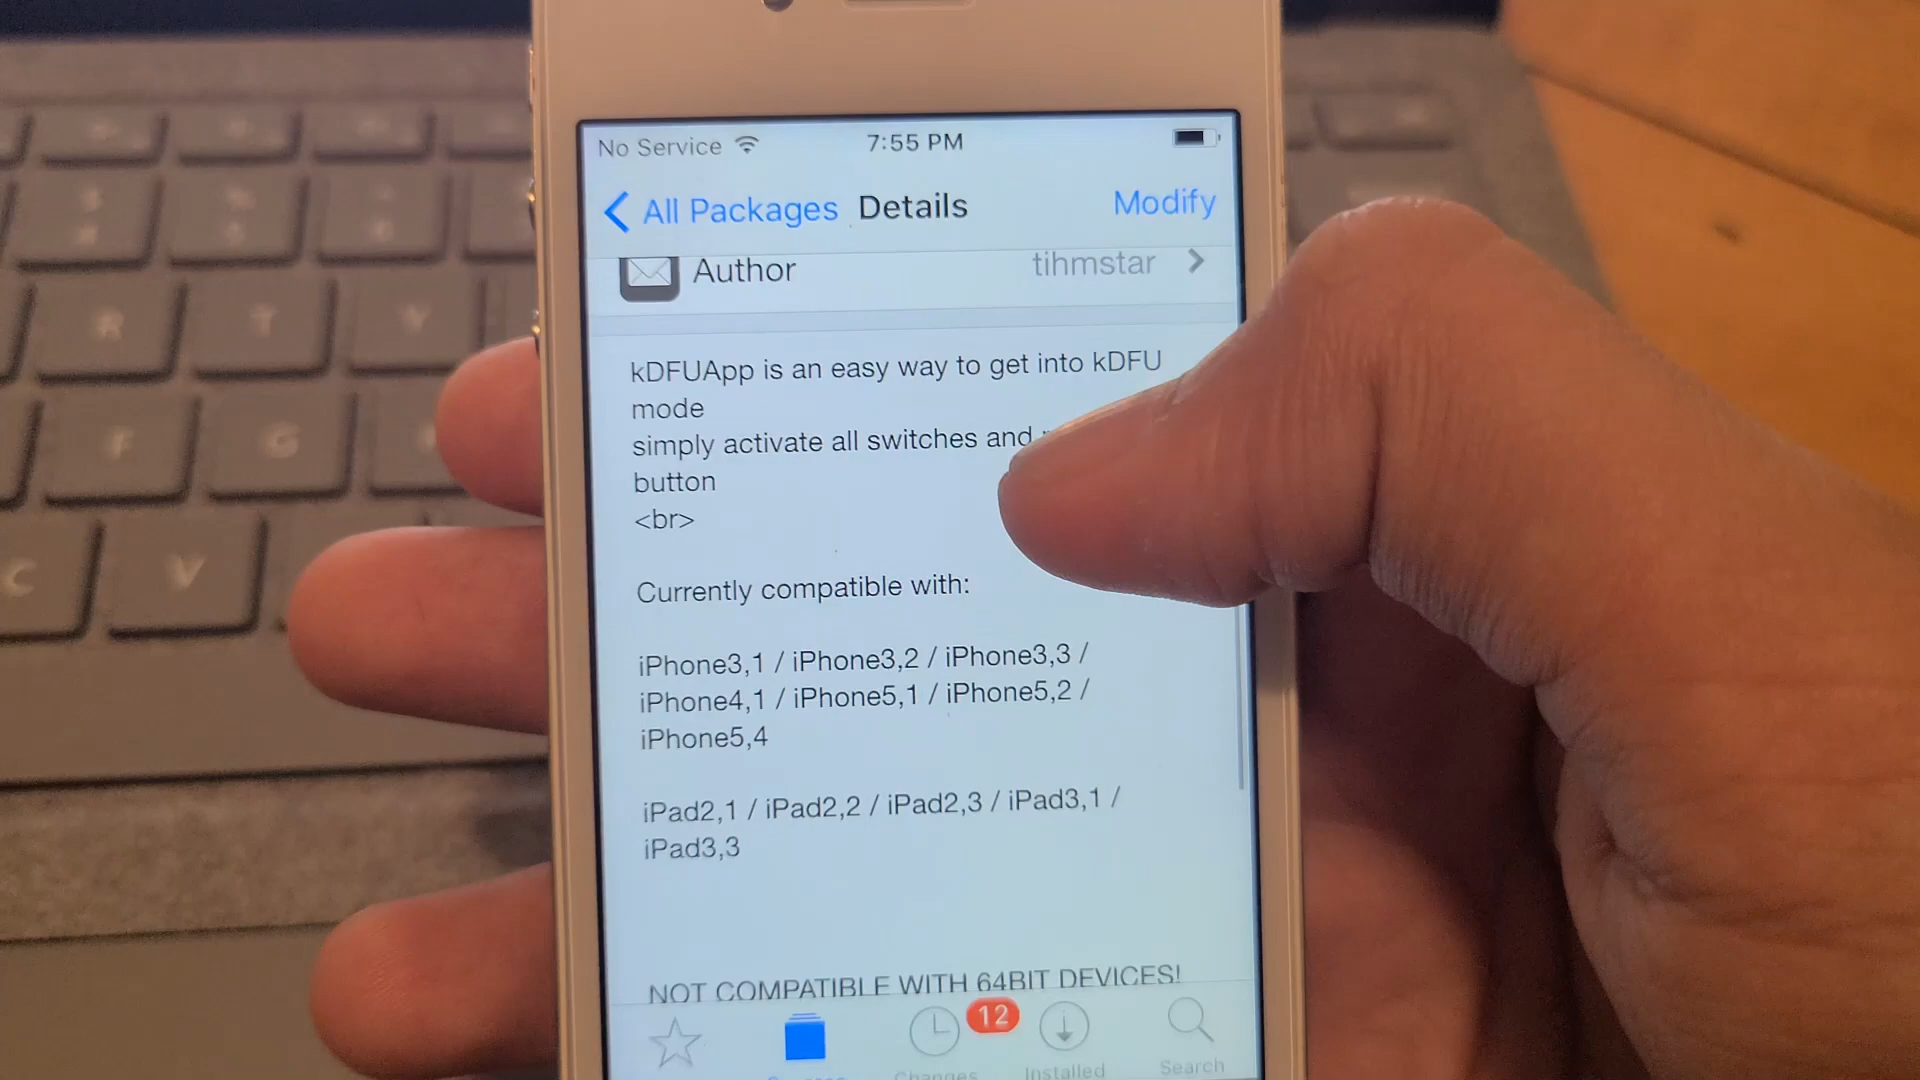 No Service 7:55 PM
All Packages Details Modify
Author tihmstar
kDFUApp is an easy way to get into kDFU
mode
simply activate all switches and
button
<br>
Currently compatible with:
iPhone3,1 / iPhone3,2 / iPhone3,3 /
iPhone4,1 / iPhone5,1 / iPhone5,2 /
iPhone5,4
iPad2,1 / iPad2,2 / iPad2,3 / iPad3,1 /
iPad3,3
NOT COMPATIBLE WITH 64BIT DEVICES!
12
Changes Installed Search
R T Y
F G
C V